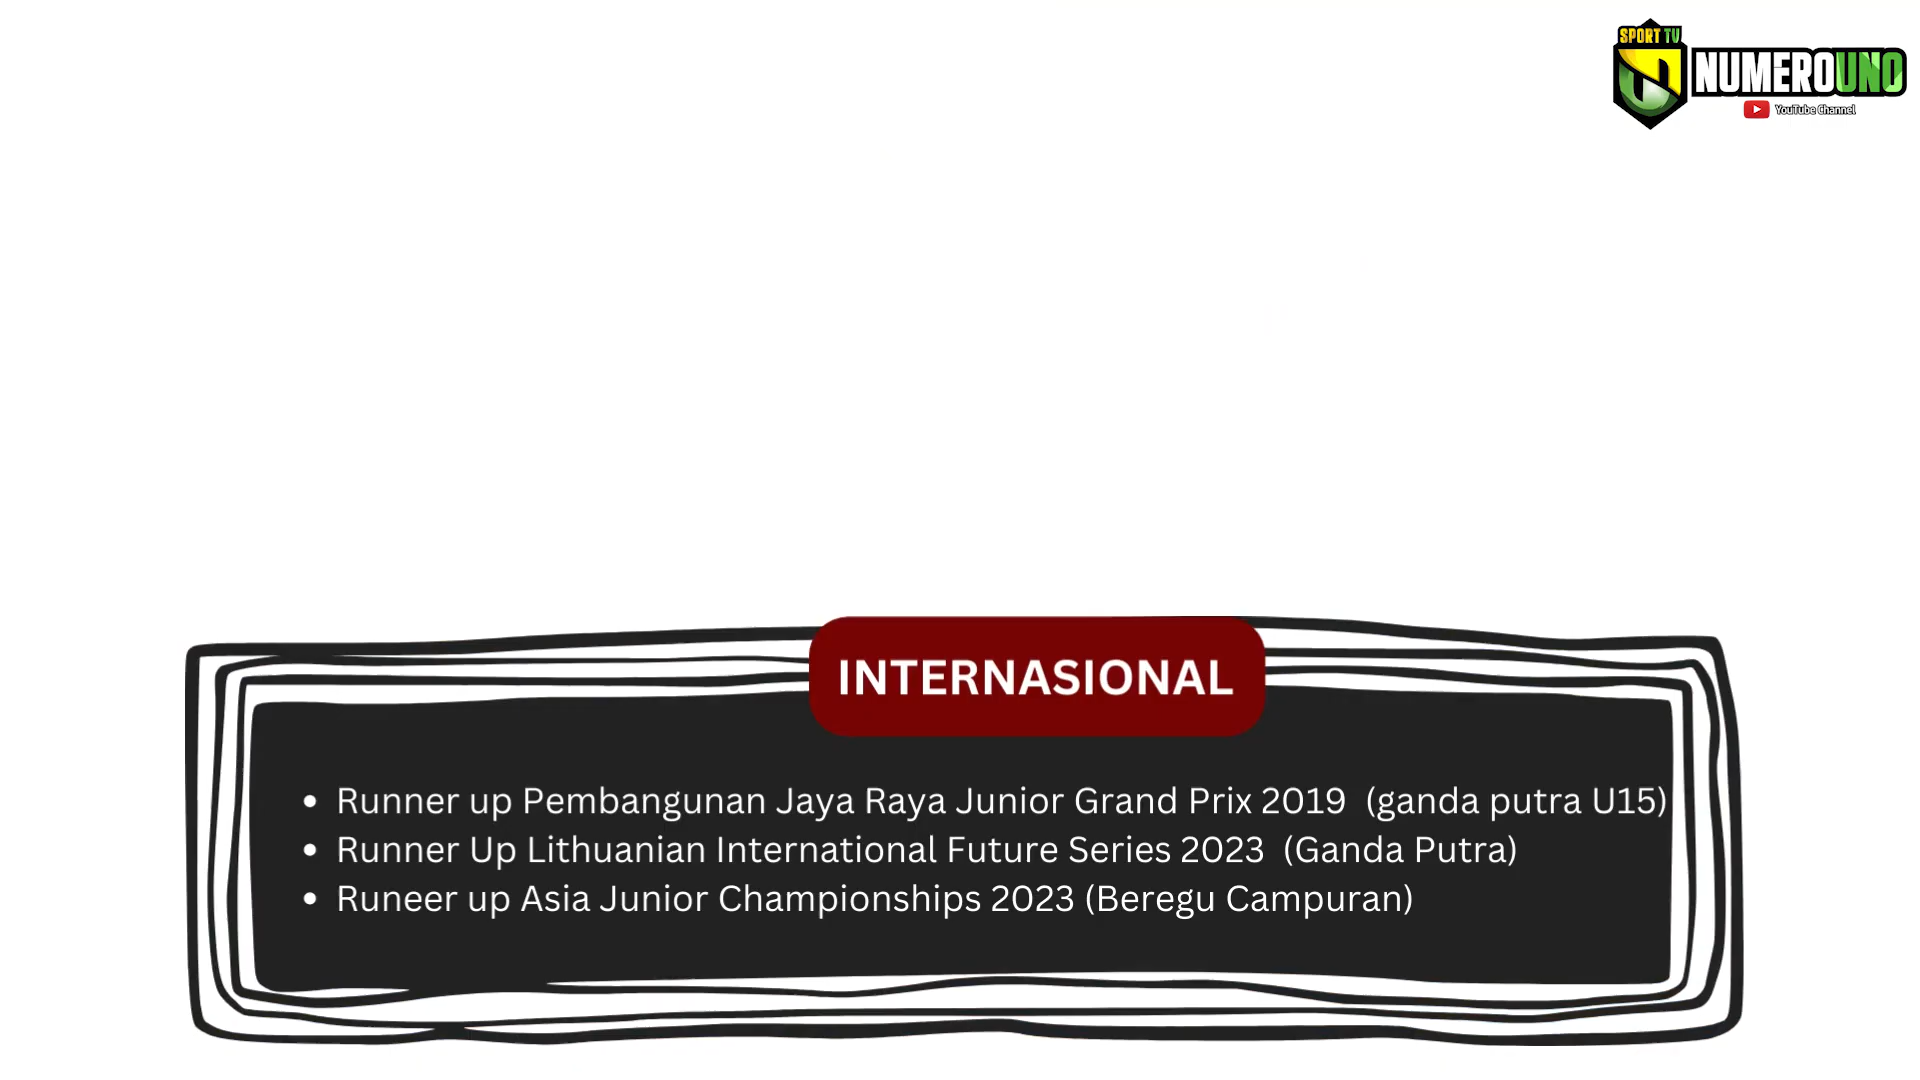 SPORT TV
NUMEROUNO
YouTube Channel
INTERNASIONAL
• Runner up Pembangunan Jaya Raya Junior Grand Prix 2019 (ganda putra U15)
• Runner Up Lithuanian International Future Series 2023 (Ganda Putra)
• Runeer up Asia Junior Championships 2023 (Beregu Campuran)